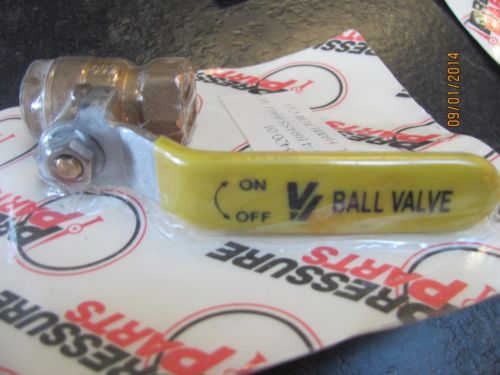 PRESSURE
PARTS
PRESSURE
PARTS
ON
OFF
BALL VALVE
PRESSURE
PARTS
PRESSURE
PARTS
09/01/2014